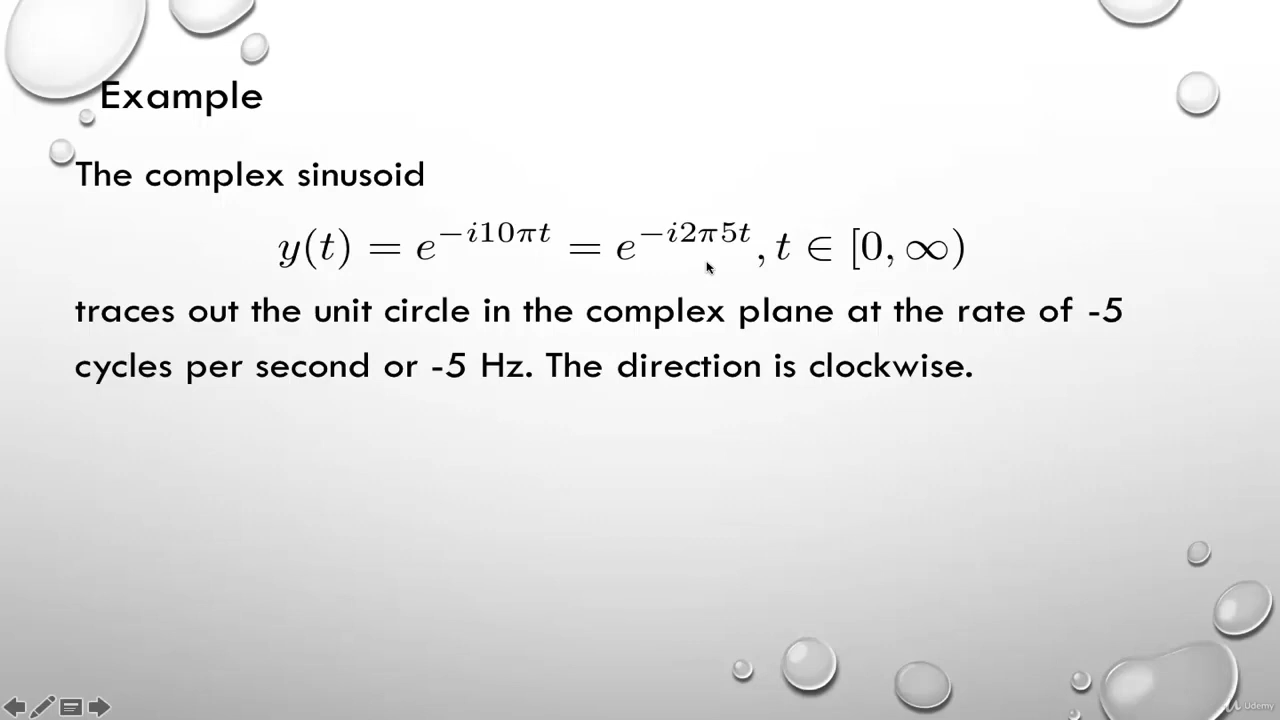 Example
The complex sinusoid
y(t) = e^{-i10πt} = e^{-i2π5t}, t ∈ [0, ∞)
traces out the unit circle in the complex plane at the rate of -5
cycles per second or -5 Hz. The direction is clockwise.
Udemy